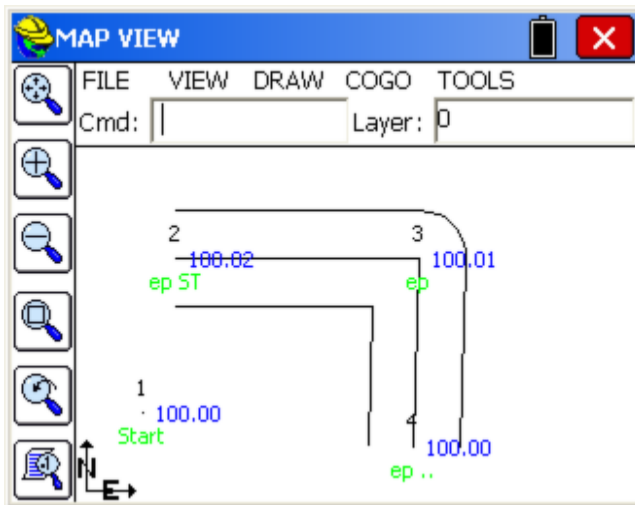 MAP VIEW
FILE VIEW DRAW COGO TOOLS
Cmd: Layer: 0
2 3
100.02 100.01
ep ST ep
1
100.00
4
Start
100.00
ep ..
N
E